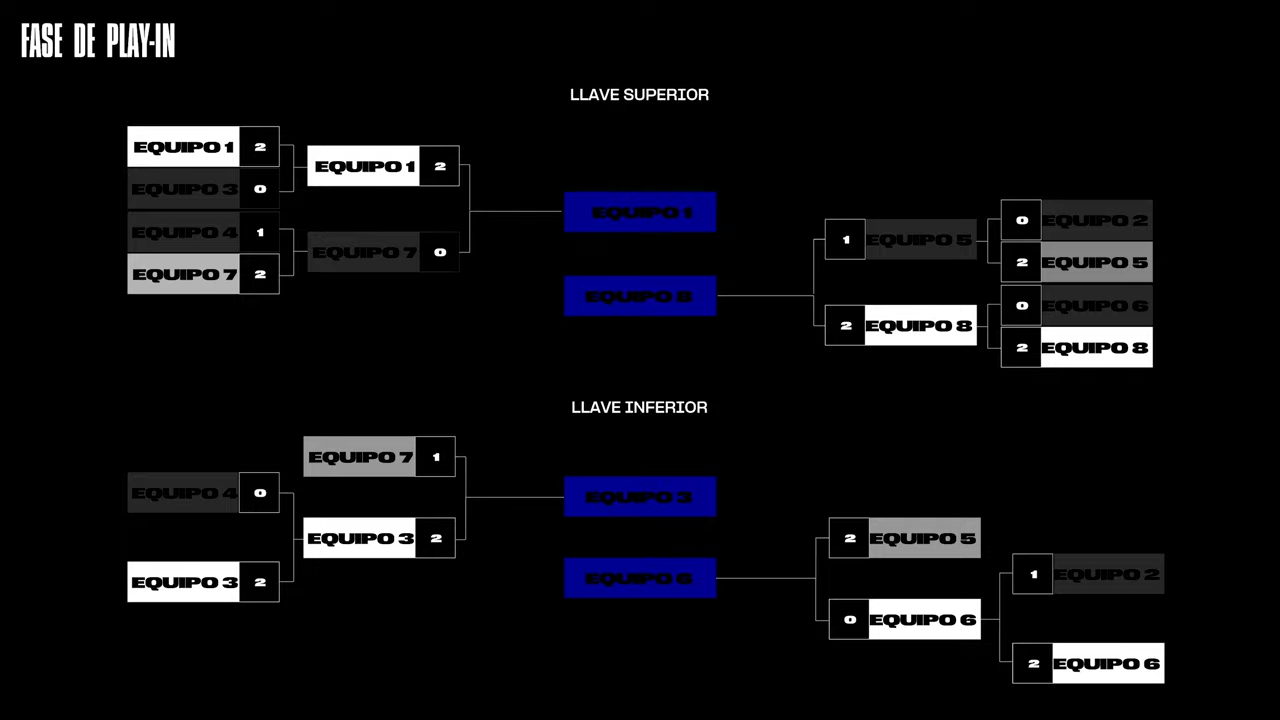 FASE DE PLAY-IN
LLAVE SUPERIOR
EQUIPO 1 2
EQUIPO 3 0
EQUIPO 4 1
EQUIPO 7 2
EQUIPO 1 2
EQUIPO 7 0
EQUIPO 1
EQUIPO 8
1 EQUIPO 5
2 EQUIPO 8
0 EQUIPO 2
2 EQUIPO 5
0 EQUIPO 6
2 EQUIPO 8
LLAVE INFERIOR
EQUIPO 4 0
EQUIPO 3 2
EQUIPO 7 1
EQUIPO 3 2
EQUIPO 3
EQUIPO 6
2 EQUIPO 5
0 EQUIPO 6
1 EQUIPO 2
2 EQUIPO 6